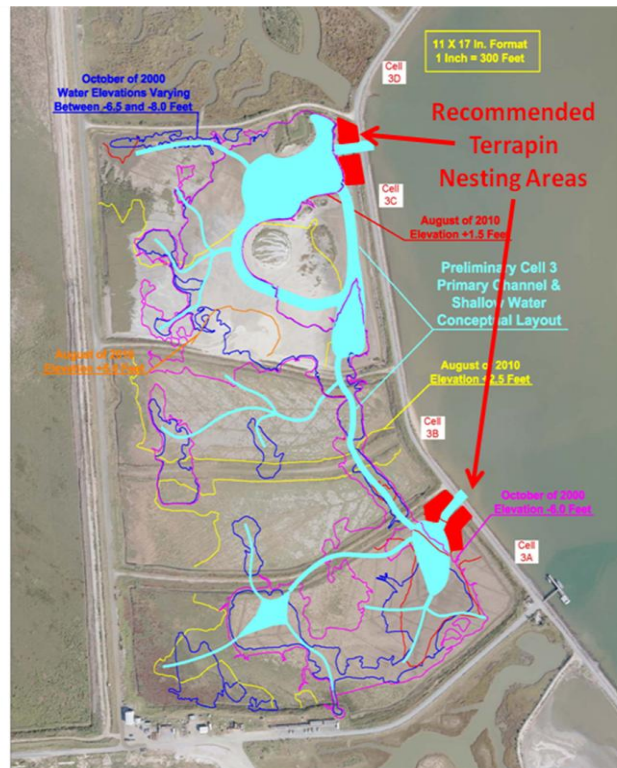 11 X 17 In. Format
1 Inch = 300 Feet
Cell
3D
October of 2000
Water Elevations Varying
Between -6.5 and -8.0 Feet
Recommended
Terrapin
Nesting Areas
Cell
3C
August of 2010
Elevation +1.5 Feet
Preliminary Cell 3
Primary Channel &
Shallow Water
Conceptual Layout
August of 2010
August of 2010
Elevation +2.5 Feet
Cell
3B
October of 2000
Elevation -6.0 Feet
Cell
3A